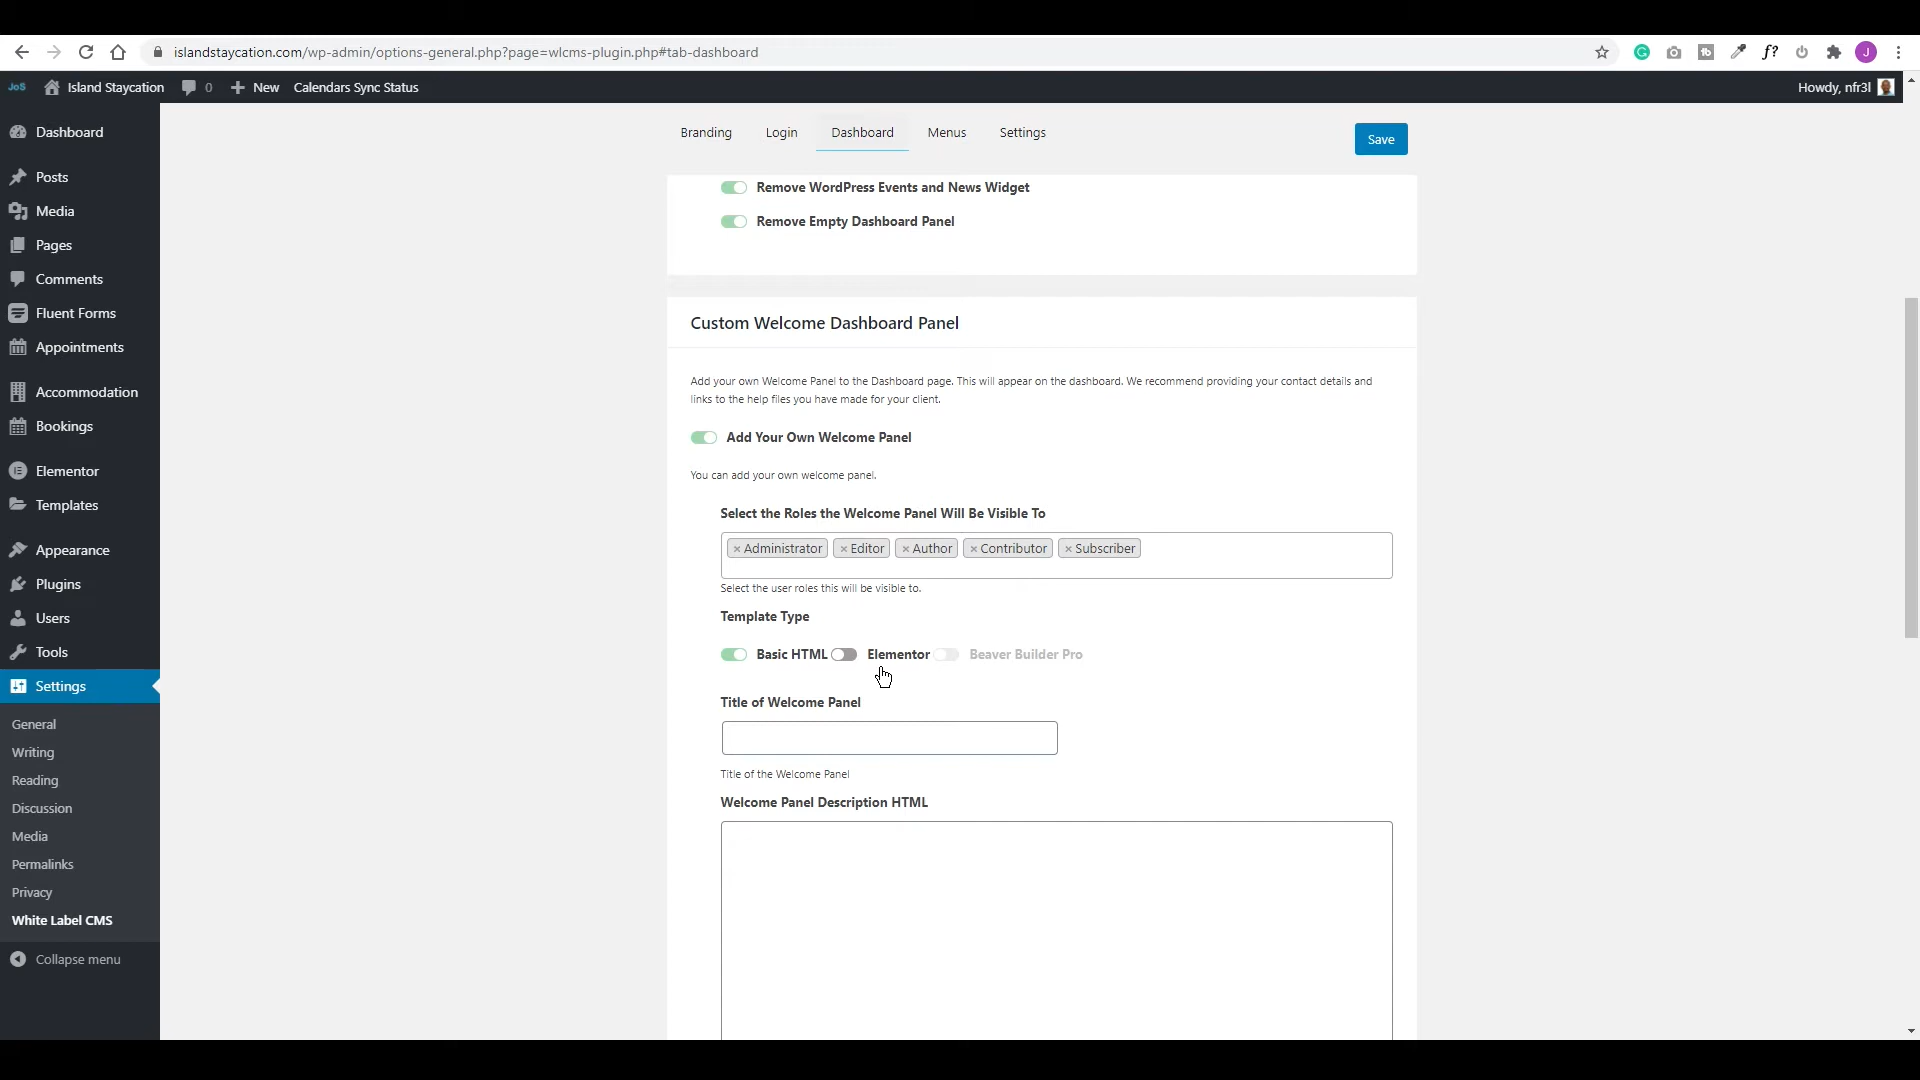 islandstaycation.com/wp-admin/options-general.php?page=wlcms-plugin.php#tab-dashboard
f?
J
JoS
Island Staycation
0
New
Calendars Sync Status
Howdy, nfr3l
Dashboard
Posts
Media
Pages
Comments
Fluent Forms
Appointments
Accommodation
Bookings
Elementor
Templates
Appearance
Plugins
Users
Tools
Settings
General
Writing
Reading
Discussion
Media
Permalinks
Privacy
White Label CMS
Collapse menu
Branding
Login
Dashboard
Menus
Settings
Save
Remove WordPress Events and News Widget
Remove Empty Dashboard Panel
Custom Welcome Dashboard Panel
Add your own Welcome Panel to the Dashboard page. This will appear on the dashboard. We recommend providing your contact details and
links to the help files you have made for your client.
Add Your Own Welcome Panel
You can add your own welcome panel.
Select the Roles the Welcome Panel Will Be Visible To
× Administrator × Editor × Author × Contributor × Subscriber
Select the user roles this will be visible to.
Template Type
Basic HTML Elementor Beaver Builder Pro
Title of Welcome Panel
Title of the Welcome Panel
Welcome Panel Description HTML